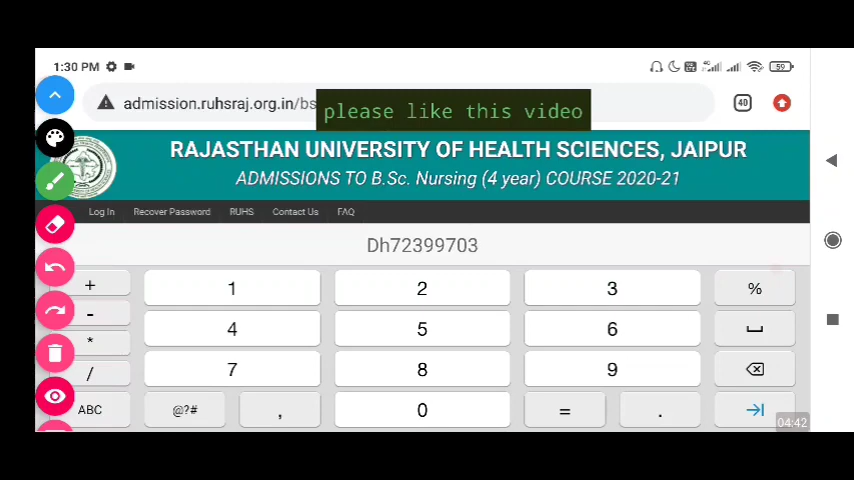 1:30 PM
59
admission.ruhsraj.org.in/bs
40
please like this video
RAJASTHAN UNIVERSITY OF HEALTH SCIENCES, JAIPUR
ADMISSIONS TO B.Sc. Nursing (4 year) COURSE 2020-21
Log In Recover Password RUHS Contact Us FAQ
Dh72399703
+ 1 2 3 %
- 4 5 6
* 7 8 9
/
ABC @?# , 0 = .
04:42